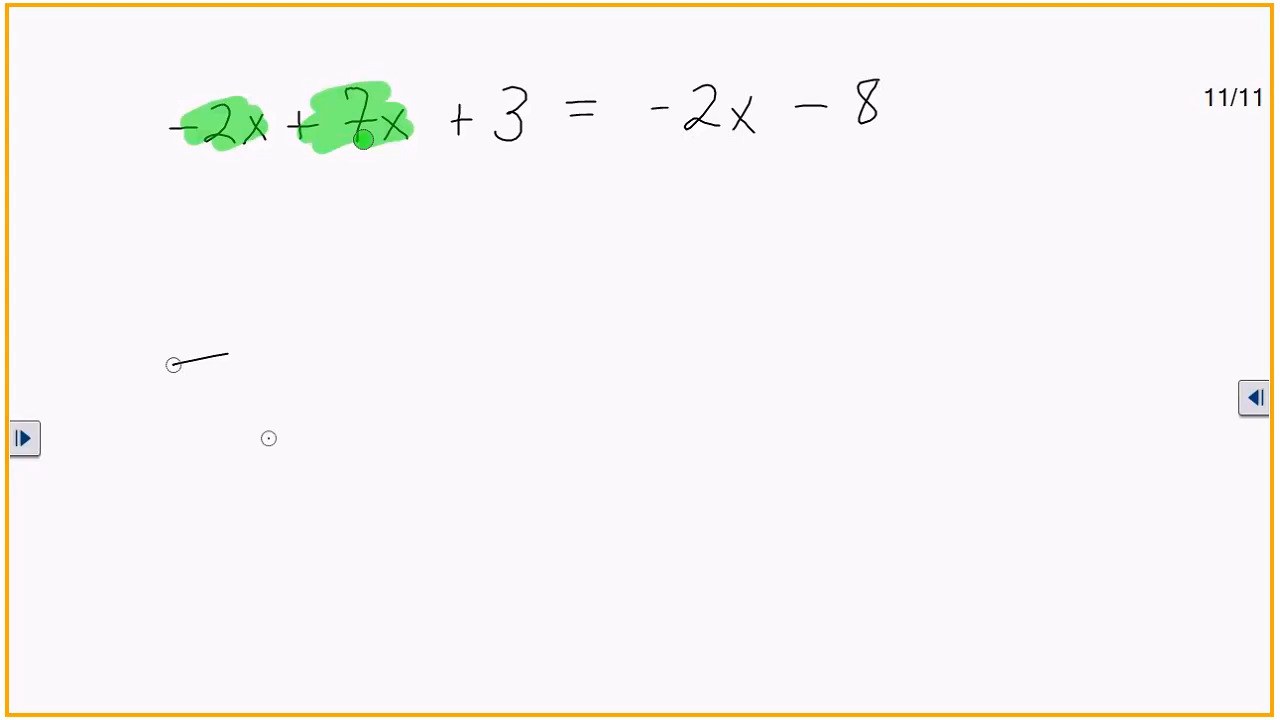 -2x + 7x + 3 = -2x - 8
11/11